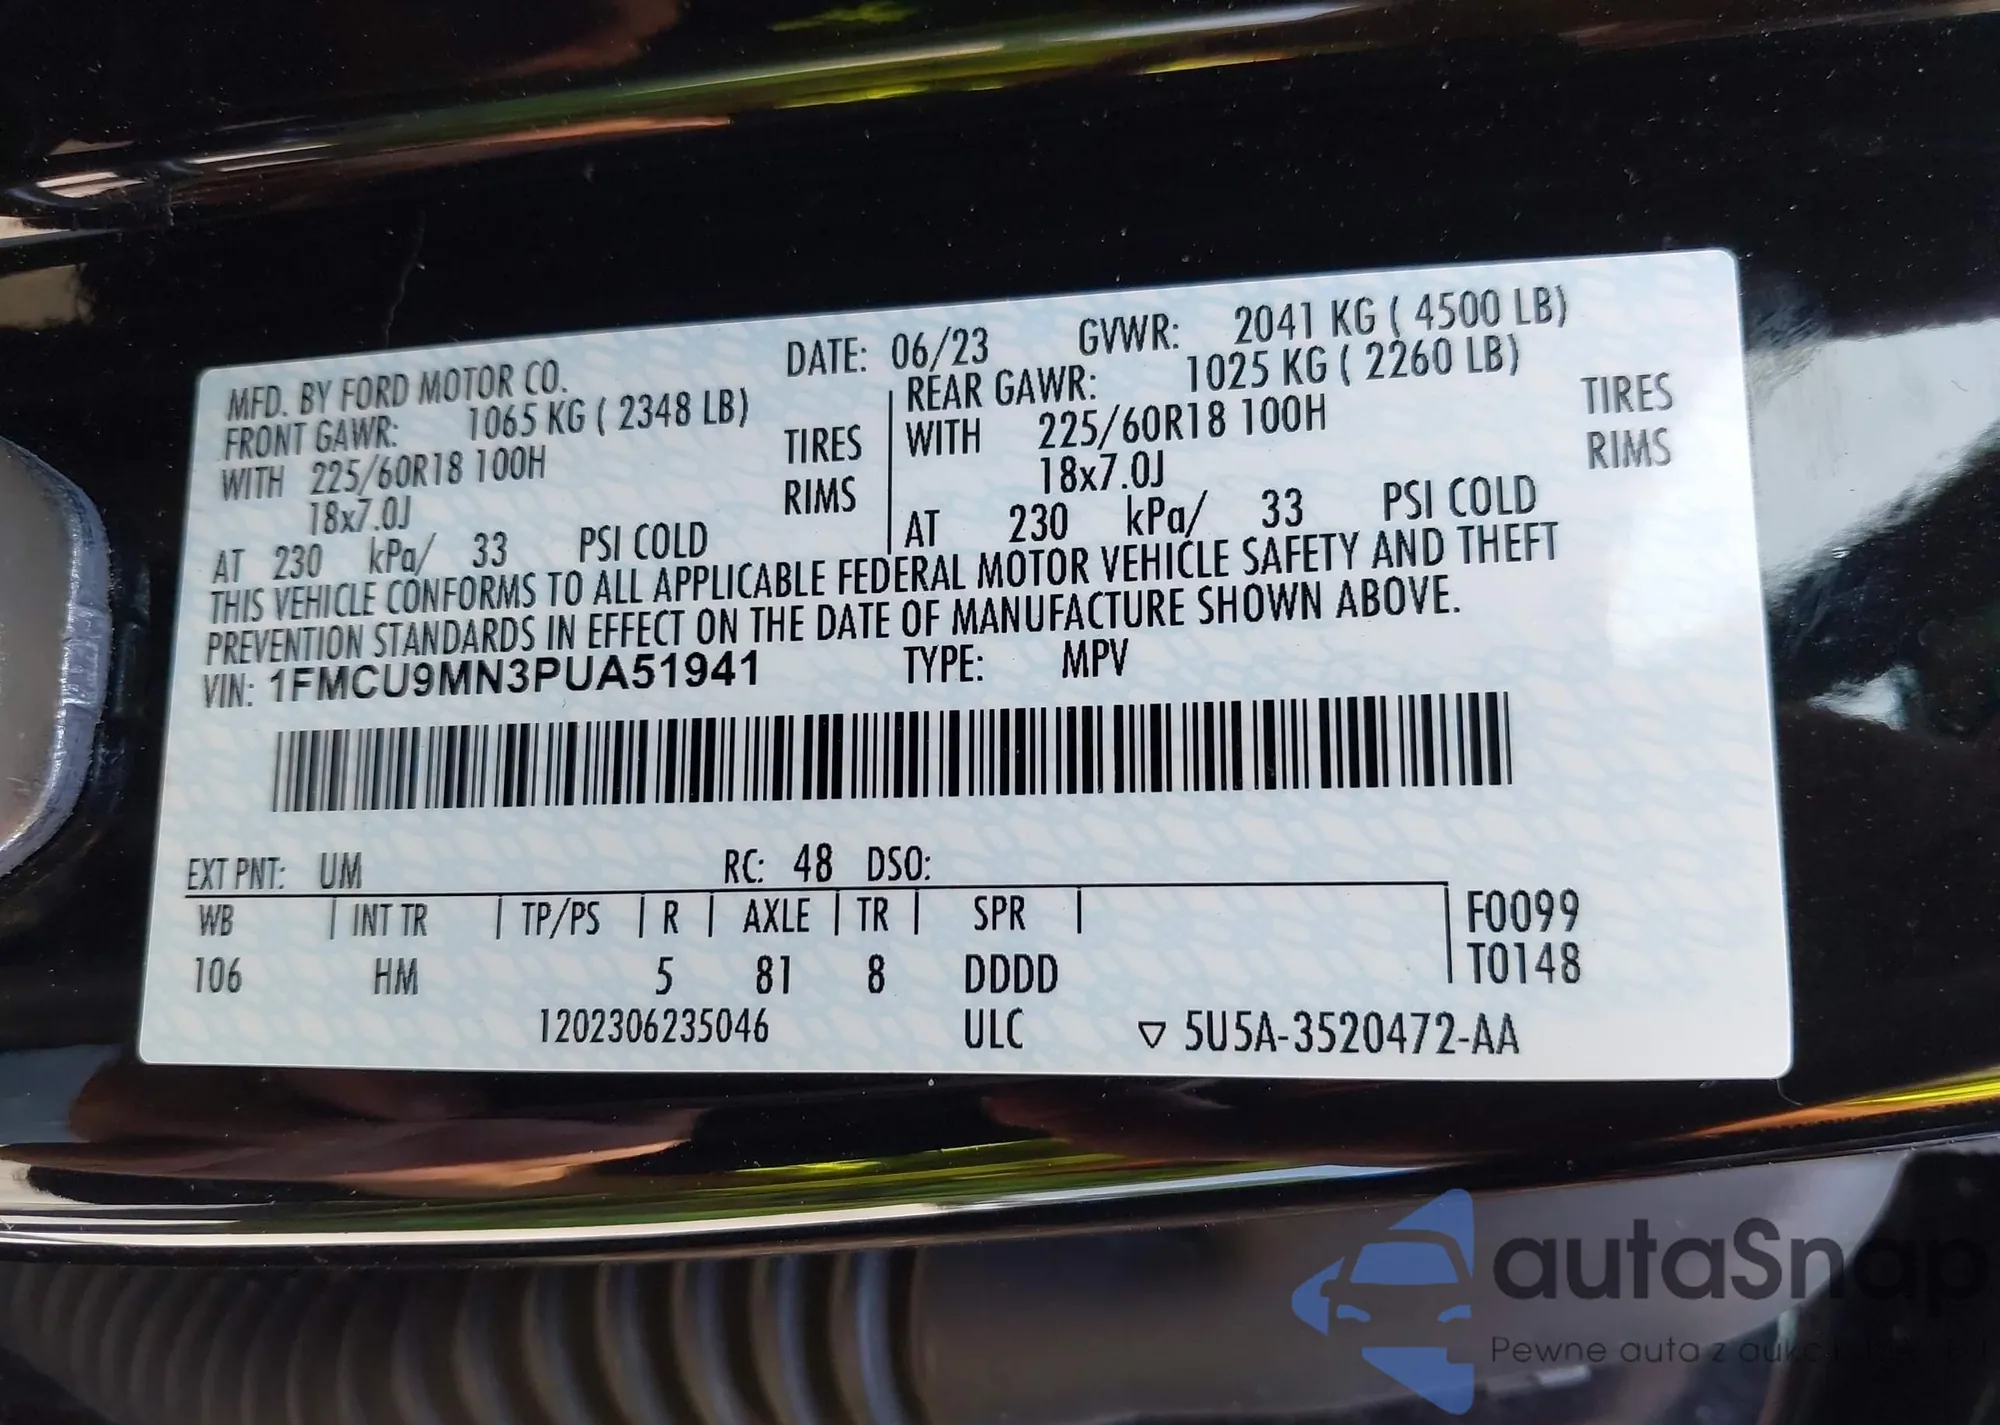 MFD. BY FORD MOTOR CO. DATE: 06/23 GVWR: 2041 KG ( 4500 LB)
FRONT GAWR: 1065 KG ( 2348 LB) REAR GAWR: 1025 KG ( 2260 LB)
WITH 225/60R18 100H TIRES WITH 225/60R18 100H TIRES
18x7.0J RIMS 18x7.0J RIMS
AT 230 kPa/ 33 PSI COLD AT 230 kPa/ 33 PSI COLD
THIS VEHICLE CONFORMS TO ALL APPLICABLE FEDERAL MOTOR VEHICLE SAFETY AND THEFT
PREVENTION STANDARDS IN EFFECT ON THE DATE OF MANUFACTURE SHOWN ABOVE.
VIN: 1FMCU9MN3PUA51941 TYPE: MPV
EXT PNT: UM RC: 48 DSO:
WB | INT TR | TP/PS | R | AXLE | TR | SPR | F0099
106 HM 5 81 8 DDDD T0148
1202306235046 ULC ▽ 5U5A-3520472-AA
autaSnap
Pewne auta z